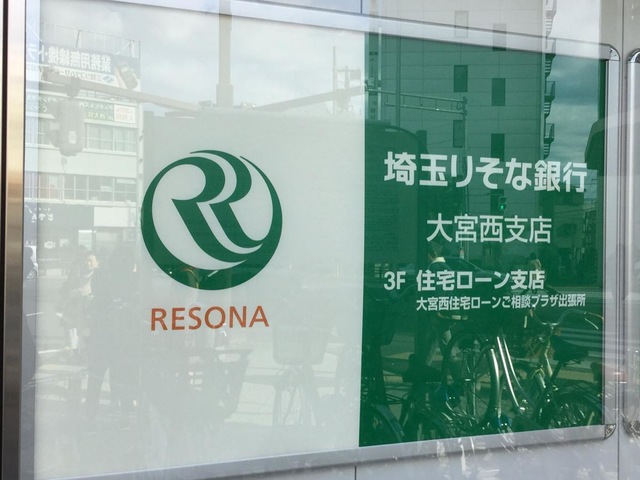 RESONA
埼玉りそな銀行
大宮西支店
3F 住宅ローン支店
大宮西住宅ローンご相談プラザ出張所